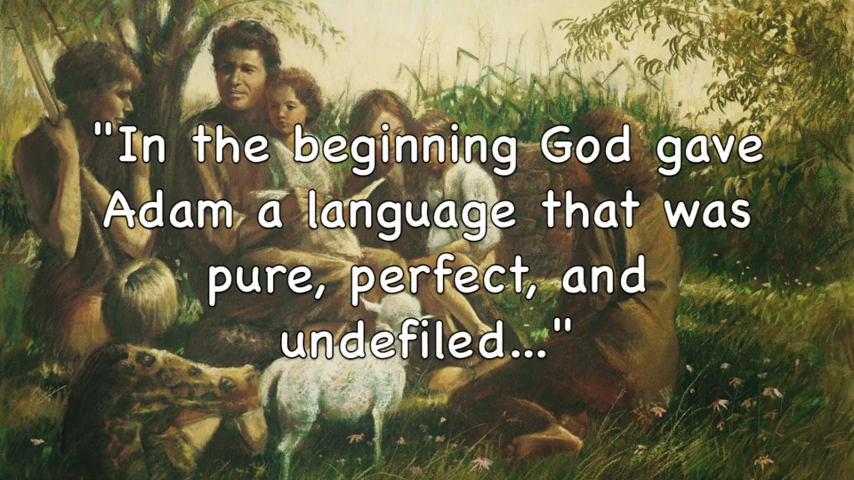 "In the beginning God gave
Adam a language that was
pure, perfect, and
undefiled..."